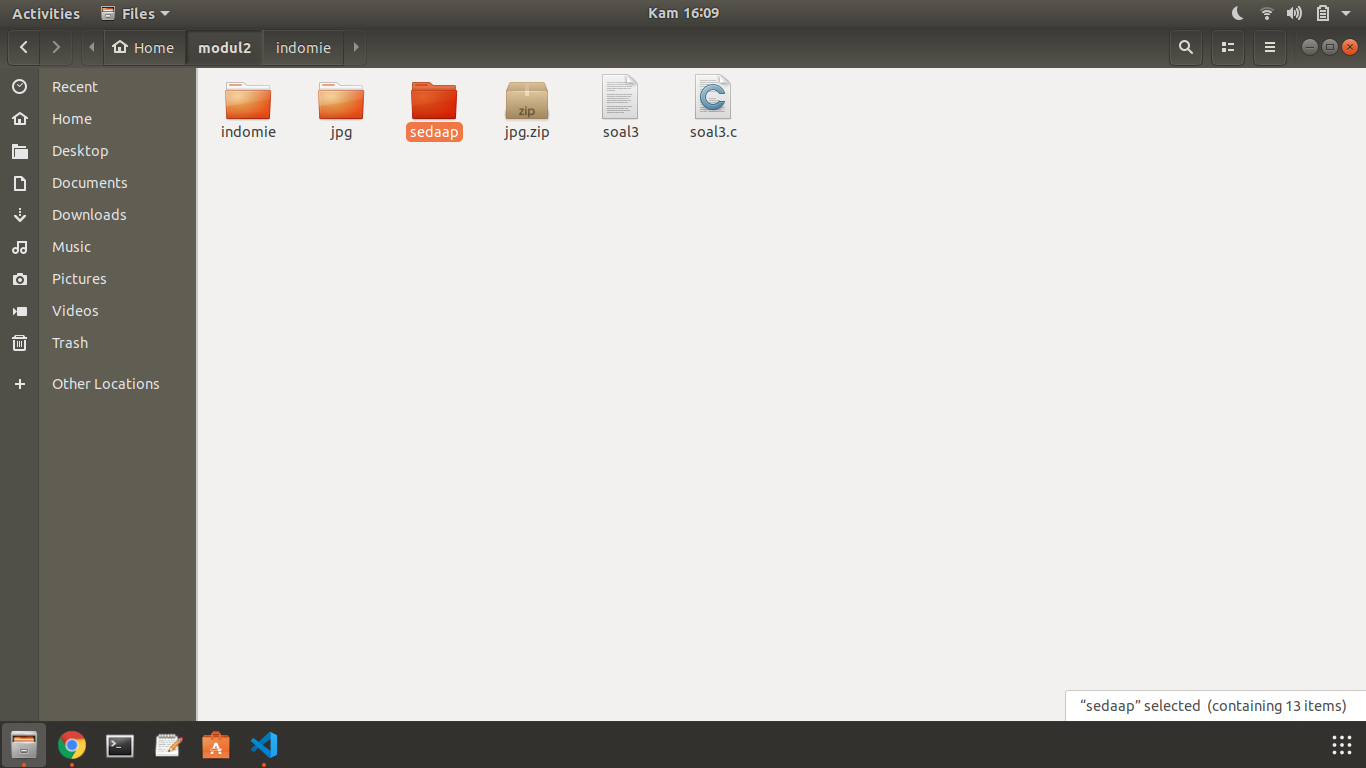 Activities Files Kam 16:09
Home modul2 indomie
Recent
Home
Desktop
Documents
Downloads
Music
Pictures
Videos
Trash
Other Locations
zip
indomie jpg sedaap jpg.zip soal3 soal3.c
“sedaap” selected (containing 13 items)